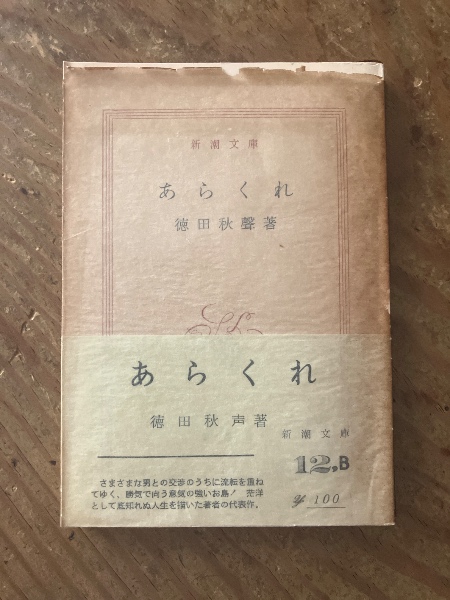 新潮文庫
あらくれ
徳田秋聲著
あらくれ
徳田秋声著
新潮文庫
12,B
¥ 100
さまざまな男との交渉のうちに流転を重ね
てゆく、勝気で向う意気の強いお島！ 茫洋
として底知れぬ人生を描いた著者の代表作。